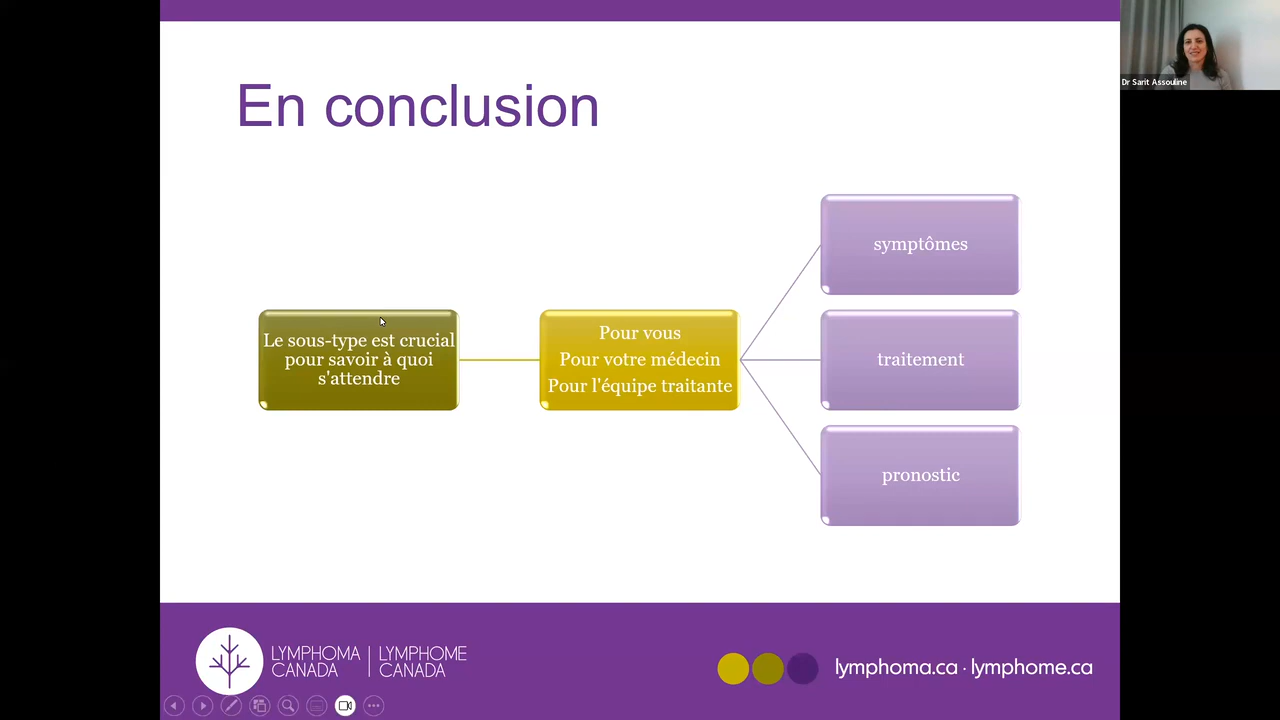 En conclusion
Dr Sarit Assouline
Le sous-type est crucial
pour savoir à quoi
s'attendre
Pour vous
Pour votre médecin
Pour l'équipe traitante
symptômes
traitement
pronostic
LYMPHOMA
CANADA
LYMPHOME
CANADA
lymphoma.ca · lymphome.ca